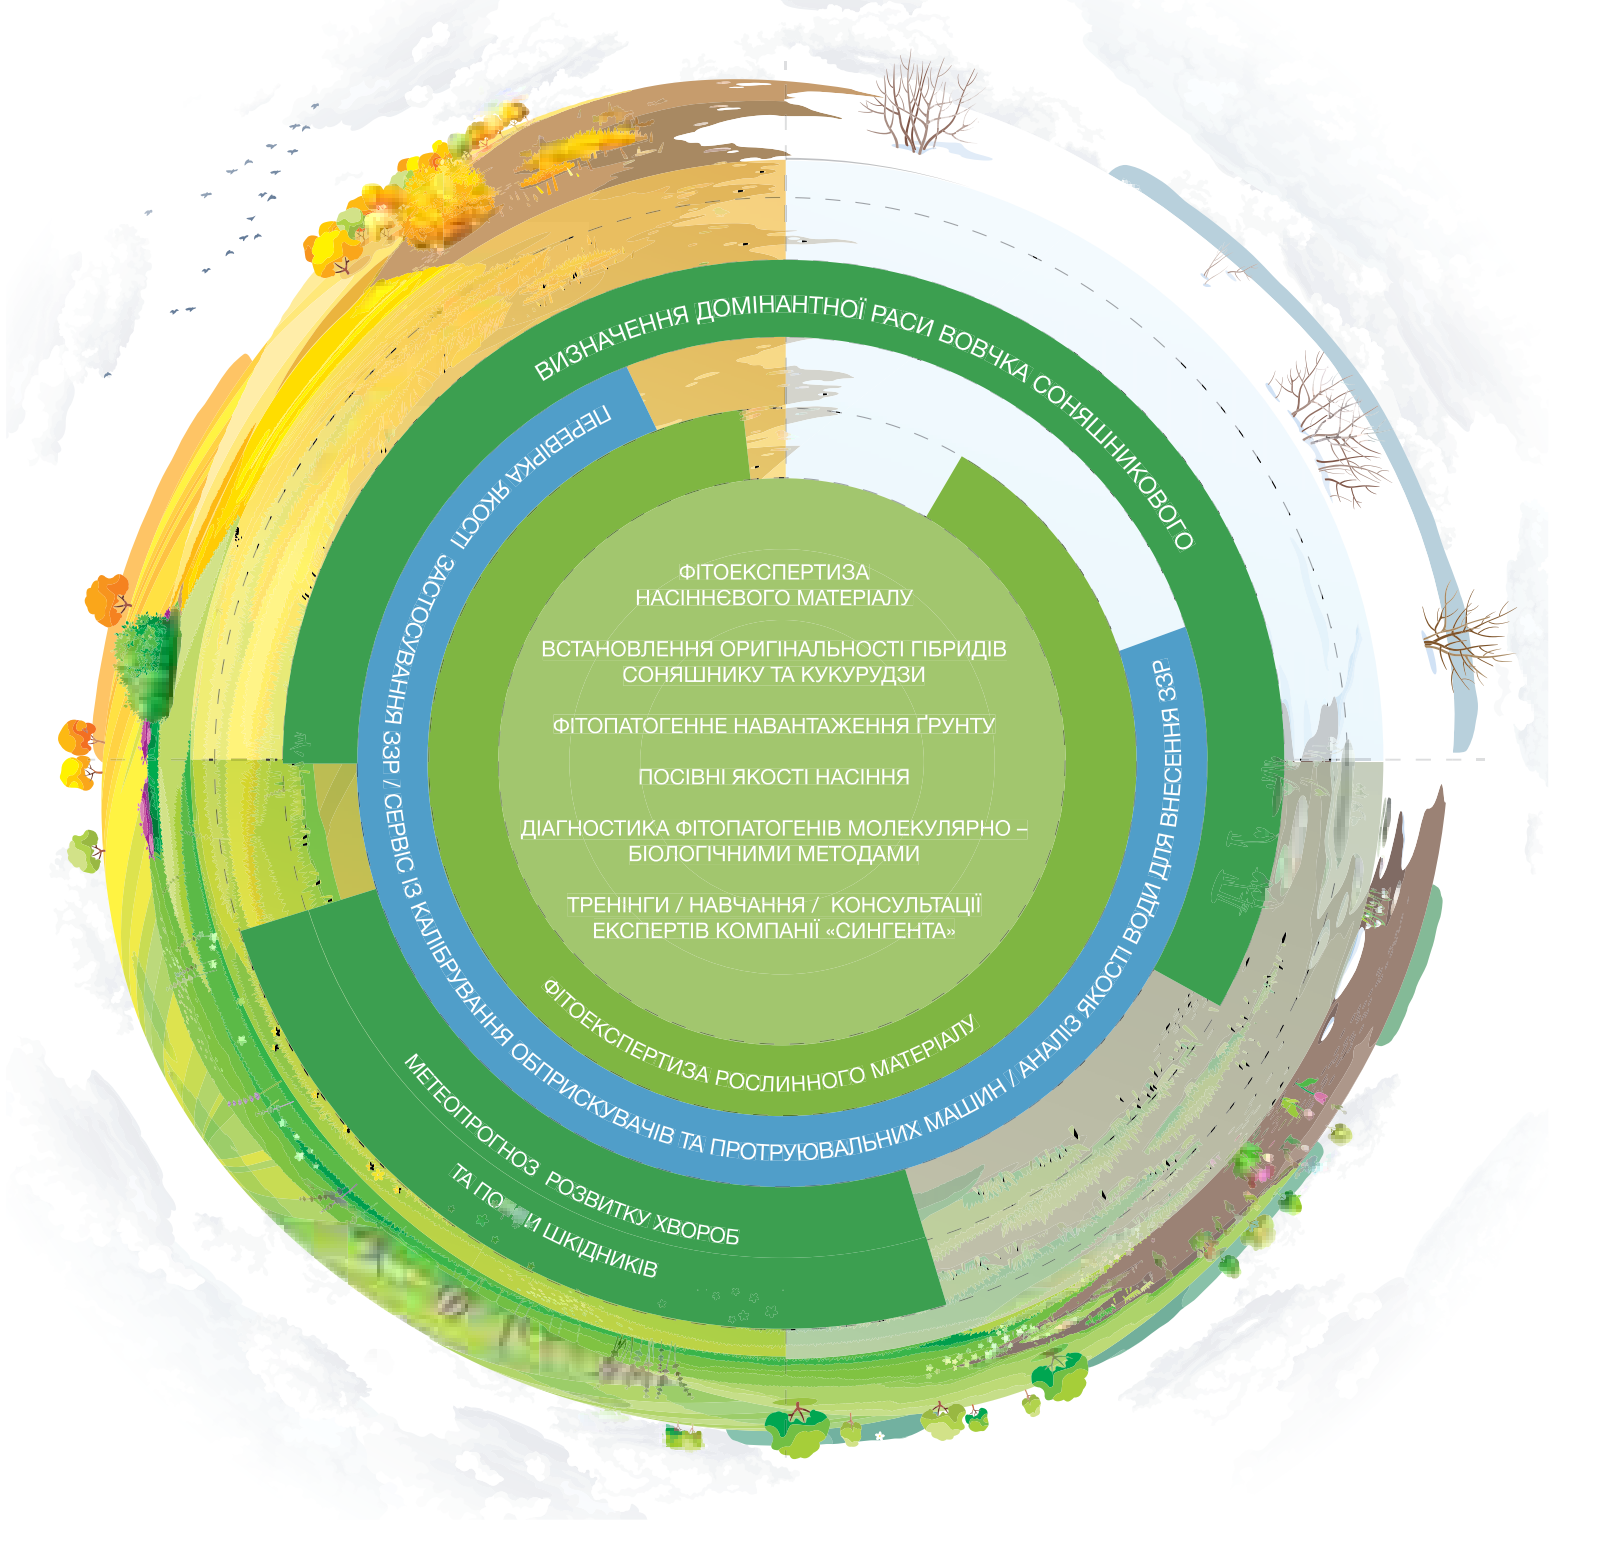 ВИЗНАЧЕННЯ ДОМІНАНТНОЇ РАСИ ВОВЧКА СОНЯШНИКОВОГО
ПЕРЕВІРКА ЯКОСТІ ЗАСТОСУВАННЯ ЗЗР / СЕРВІС ІЗ КАЛІБРУВАННЯ ОБПРИСКУВАЧІВ ТА ПРОТРУЮВАЛЬНИХ МАШИН / АНАЛІЗ ЯКОСТІ ВОДИ ДЛЯ ВНЕСЕННЯ ЗЗР
ФІТОЕКСПЕРТИЗА
НАСІННЄВОГО МАТЕРІАЛУ
ВСТАНОВЛЕННЯ ОРИГІНАЛЬНОСТІ ГІБРИДІВ
СОНЯШНИКУ ТА КУКУРУДЗИ
ФІТОПАТОГЕННЕ НАВАНТАЖЕННЯ ҐРУНТУ
ПОСІВНІ ЯКОСТІ НАСІННЯ
ДІАГНОСТИКА ФІТОПАТОГЕНІВ МОЛЕКУЛЯРНО –
БІОЛОГІЧНИМИ МЕТОДАМИ
ТРЕНІНГИ / НАВЧАННЯ / КОНСУЛЬТАЦІЇ
ЕКСПЕРТІВ КОМПАНІЇ «СИНГЕНТА»
ФІТОЕКСПЕРТИЗА РОСЛИННОГО МАТЕРІАЛУ
МЕТЕОПРОГНОЗ РОЗВИТКУ ХВОРОБ
ТА ШКІДНИКІВ